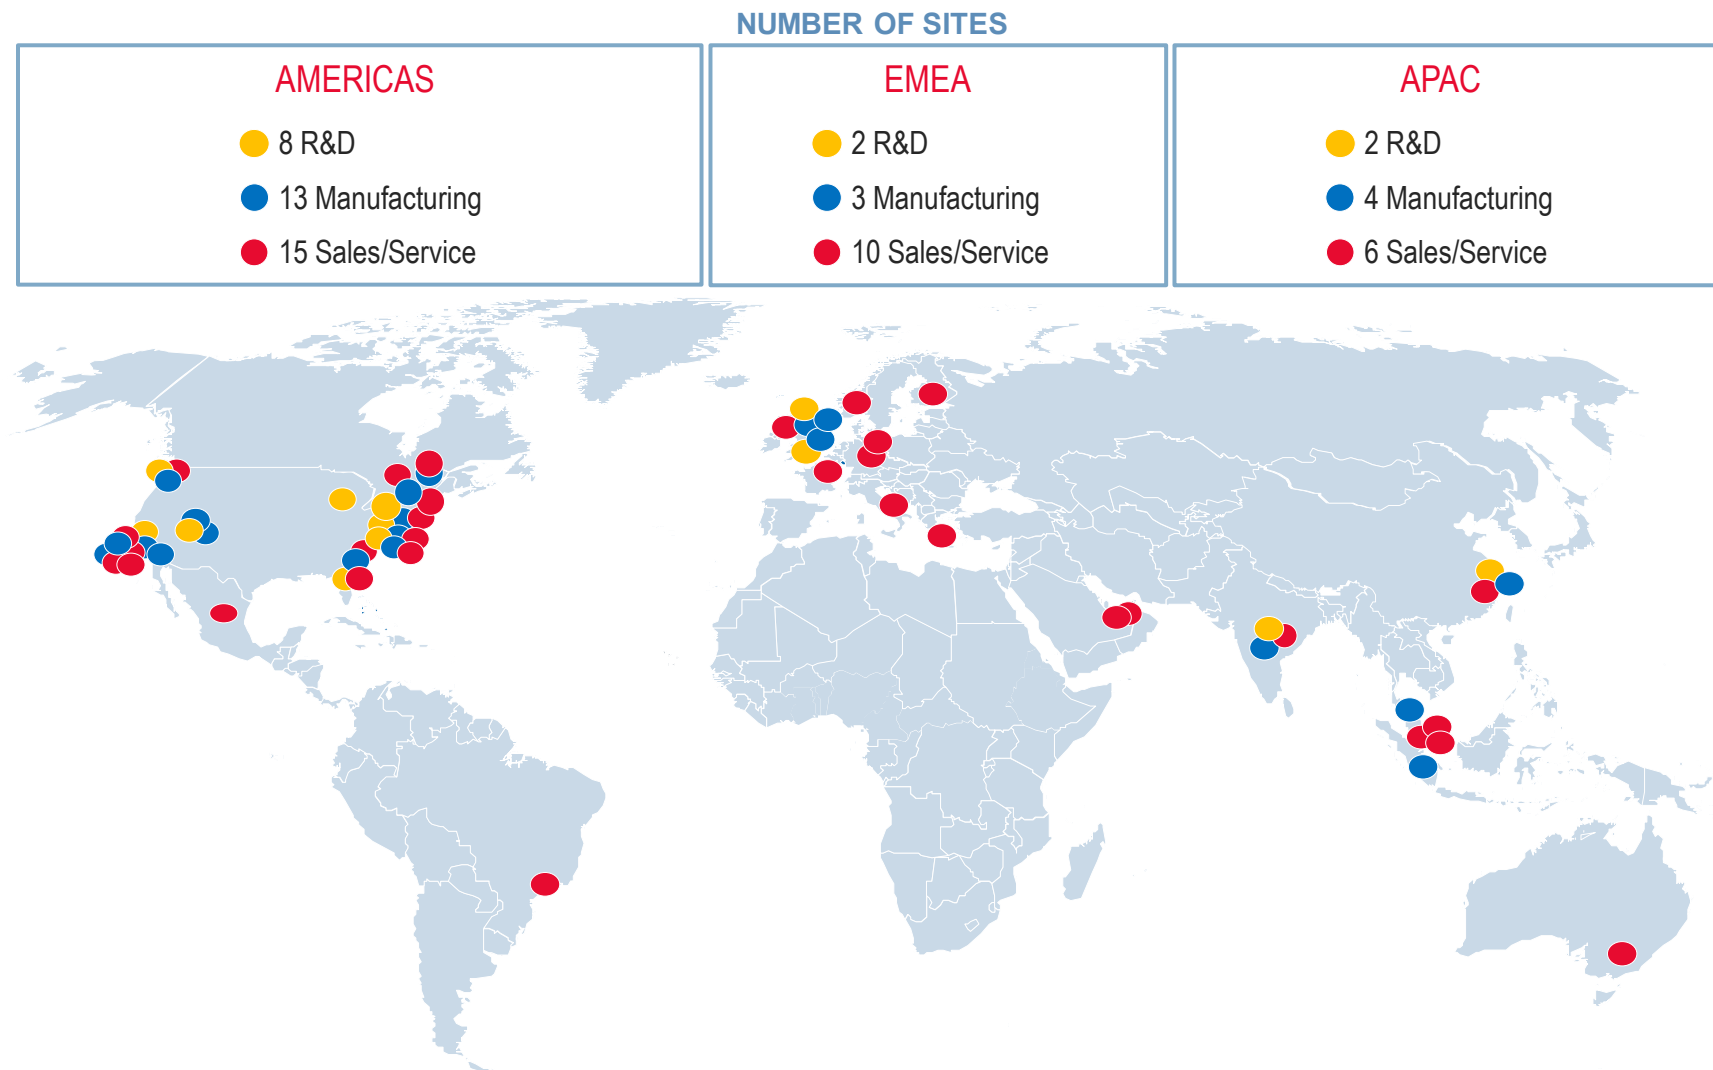 NUMBER OF SITES
AMERICAS
8 R&D
13 Manufacturing
15 Sales/Service
EMEA
2 R&D
3 Manufacturing
10 Sales/Service
APAC
2 R&D
4 Manufacturing
6 Sales/Service